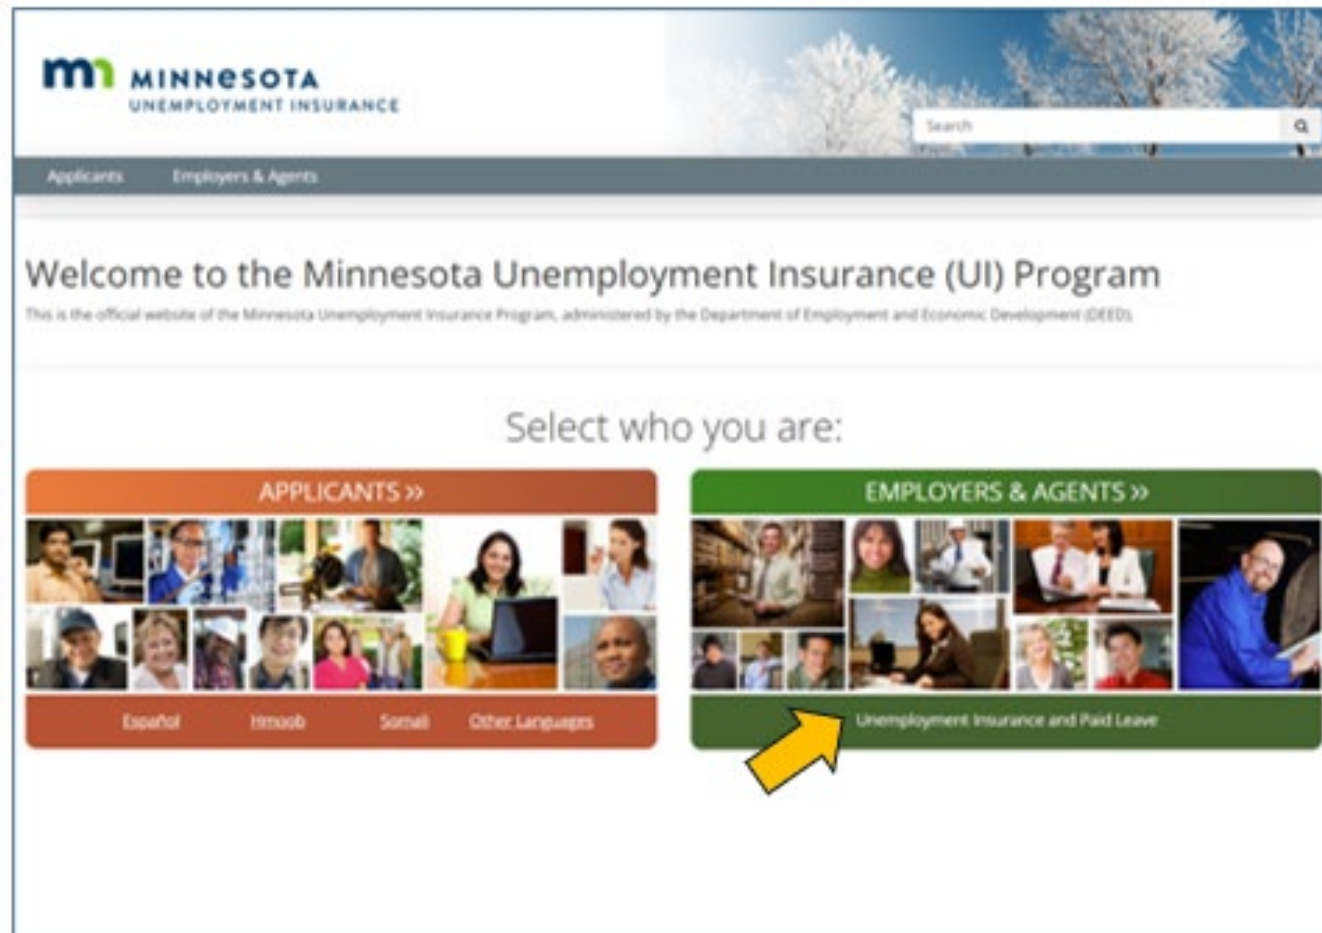 mn MINNESOTA
UNEMPLOYMENT INSURANCE
Search
Applicants Employers & Agents
Welcome to the Minnesota Unemployment Insurance (UI) Program
This is the official website of the Minnesota Unemployment Insurance Program, administered by the Department of Employment and Economic Development (DEED).
Select who you are:
APPLICANTS »
Español Hmoob Somali Other Languages
EMPLOYERS & AGENTS »
Unemployment Insurance and Paid Leave